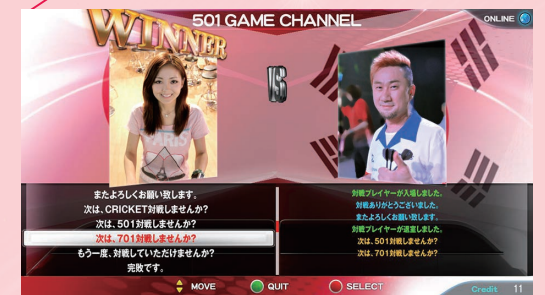 501 GAME CHANNEL
ONLINE
WINNER
VS
PARIS
またよろしくお願い致します。
次は、CRICKET対戦しませんか?
次は、501対戦しませんか?
次は、701対戦しませんか?
もう一度、対戦していただけませんか?
完敗です。
対戦プレイヤーが入場しました。
対戦ありがとうございました。
またよろしくお願い致します。
対戦プレイヤーが退室しました。
次は、501対戦しませんか?
次は、701対戦しませんか?
MOVE
QUIT
SELECT
Credit 11